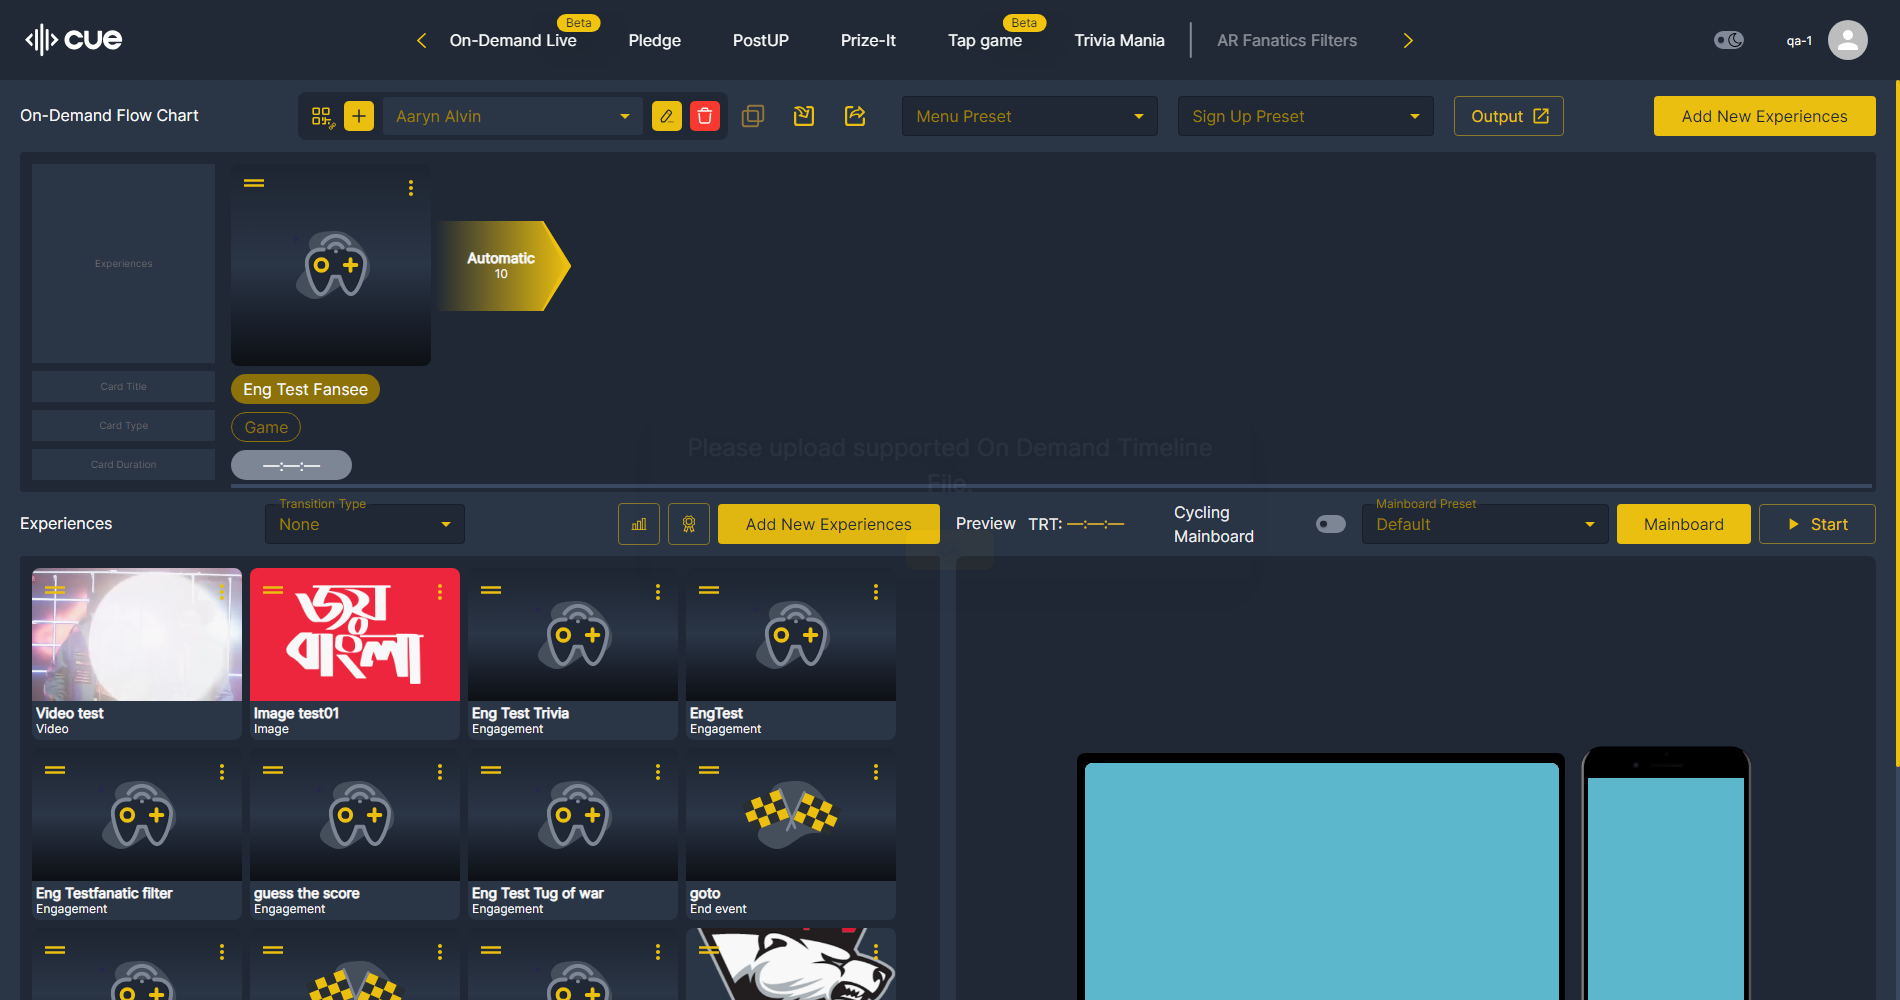 cue
On-Demand Live
Beta
Pledge
PostUP
Prize-It
Tap game
Beta
Trivia Mania
AR Fanatics Filters
qa-1
On-Demand Flow Chart
Aaryn Alvin
Menu Preset
Sign Up Preset
Output
Add New Experiences
Experiences
Automatic
10
Card Title
Eng Test Fansee
Card Type
Game
Card Duration
—:—:—
Please upload supported On Demand Timeline
File.
Experiences
Transition Type
None
Add New Experiences
Preview
TRT: —:—:—
Cycling
Mainboard
Mainboard Preset
Default
Mainboard
Start
জয়
বাংলা
Video test
Video
Image test01
Image
Eng Test Trivia
Engagement
EngTest
Engagement
Eng Testfanatic filter
Engagement
guess the score
Engagement
Eng Test Tug of war
Engagement
goto
End event